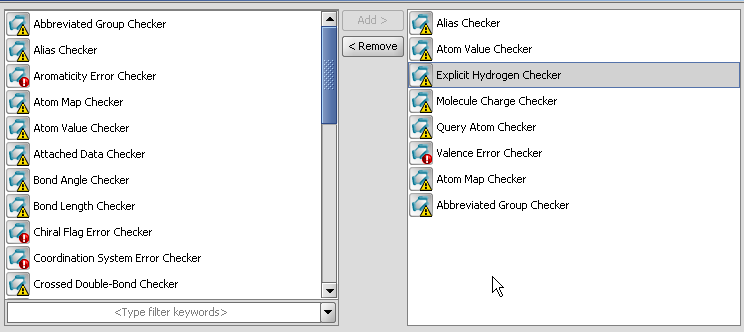 Abbreviated Group Checker
Alias Checker
Aromaticity Error Checker
Atom Map Checker
Atom Value Checker
Attached Data Checker
Bond Angle Checker
Bond Length Checker
Chiral Flag Error Checker
Coordination System Error Checker
Crossed Double-Bond Checker
<Type filter keywords>
Add >
< Remove
Alias Checker
Atom Value Checker
Explicit Hydrogen Checker
Molecule Charge Checker
Query Atom Checker
Valence Error Checker
Atom Map Checker
Abbreviated Group Checker